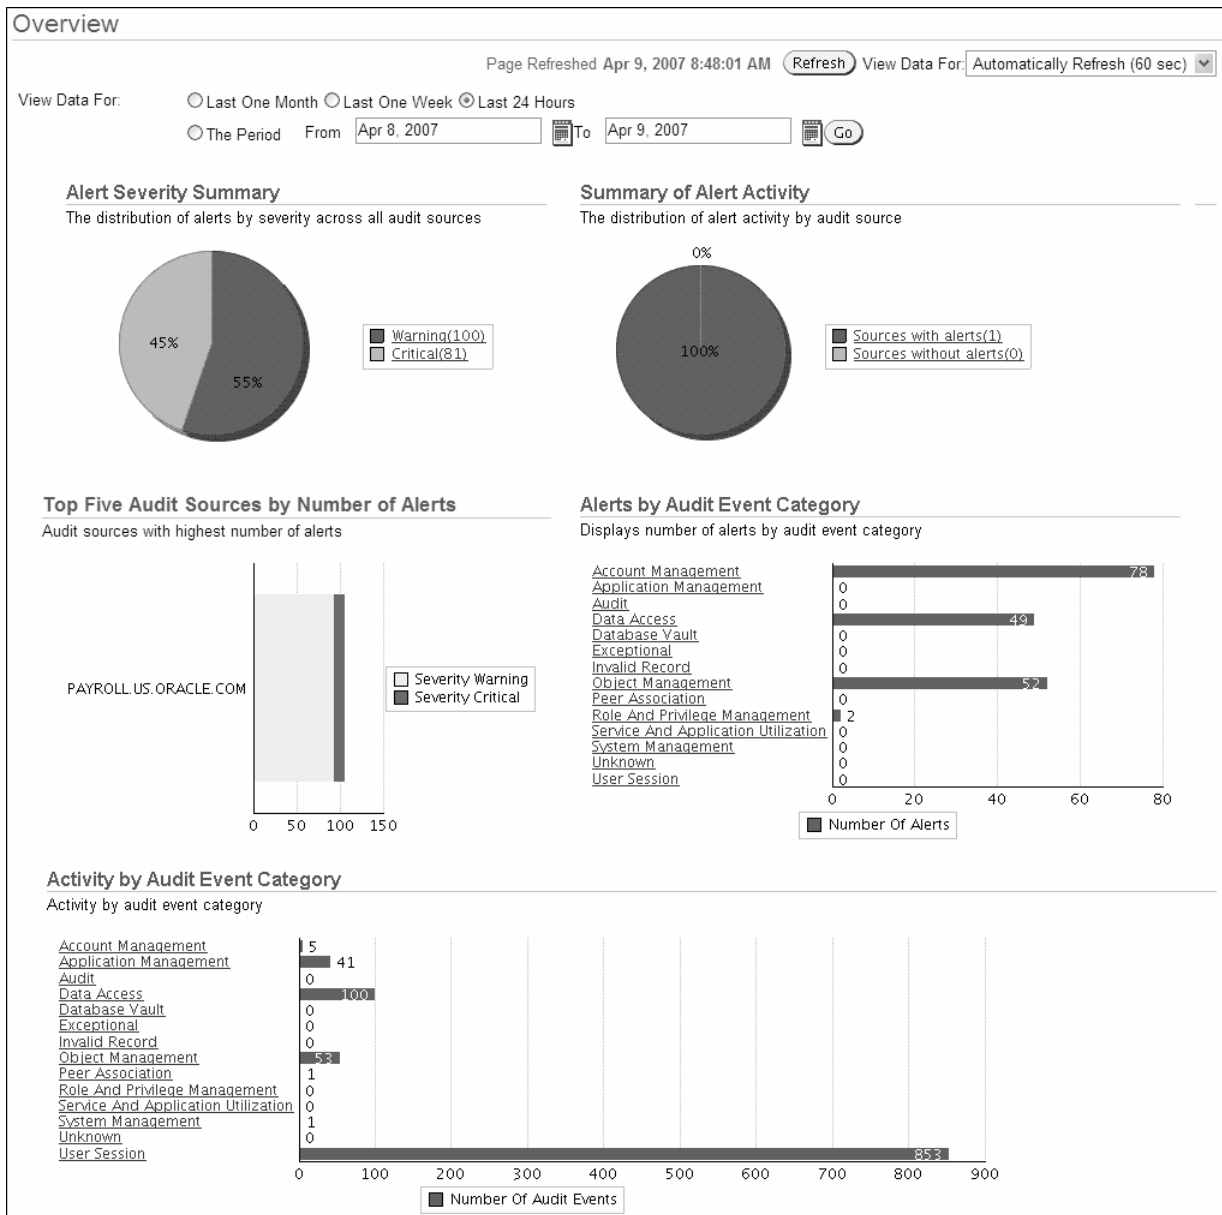 Overview
Page Refreshed Apr 9, 2007 8:48:01 AM Refresh View Data For: Automatically Refresh (60 sec)
View Data For: Last One Month Last One Week Last 24 Hours
The Period From Apr 8, 2007 To Apr 9, 2007 Go
Alert Severity Summary
The distribution of alerts by severity across all audit sources
45%
55%
Warning(100)
Critical(81)
Summary of Alert Activity
The distribution of alert activity by audit source
0%
100%
Sources with alerts(1)
Sources without alerts(0)
Top Five Audit Sources by Number of Alerts
Audit sources with highest number of alerts
PAYROLL.US.ORACLE.COM
Severity Warning
Severity Critical
0 50 100 150
Alerts by Audit Event Category
Displays number of alerts by audit event category
Account Management 78
Application Management 0
Audit 0
Data Access 49
Database Vault 0
Exceptional 0
Invalid Record 0
Object Management 52
Peer Association 0
Role And Privilege Management 2
Service And Application Utilization 0
System Management 0
Unknown 0
User Session 0
0 20 40 60 80
Number Of Alerts
Activity by Audit Event Category
Activity by audit event category
Account Management 5
Application Management 41
Audit 0
Data Access 100
Database Vault 0
Exceptional 0
Invalid Record 0
Object Management 53
Peer Association 1
Role And Privilege Management 0
Service And Application Utilization 0
System Management 1
Unknown 0
User Session 853
0 100 200 300 400 500 600 700 800 900
Number Of Audit Events